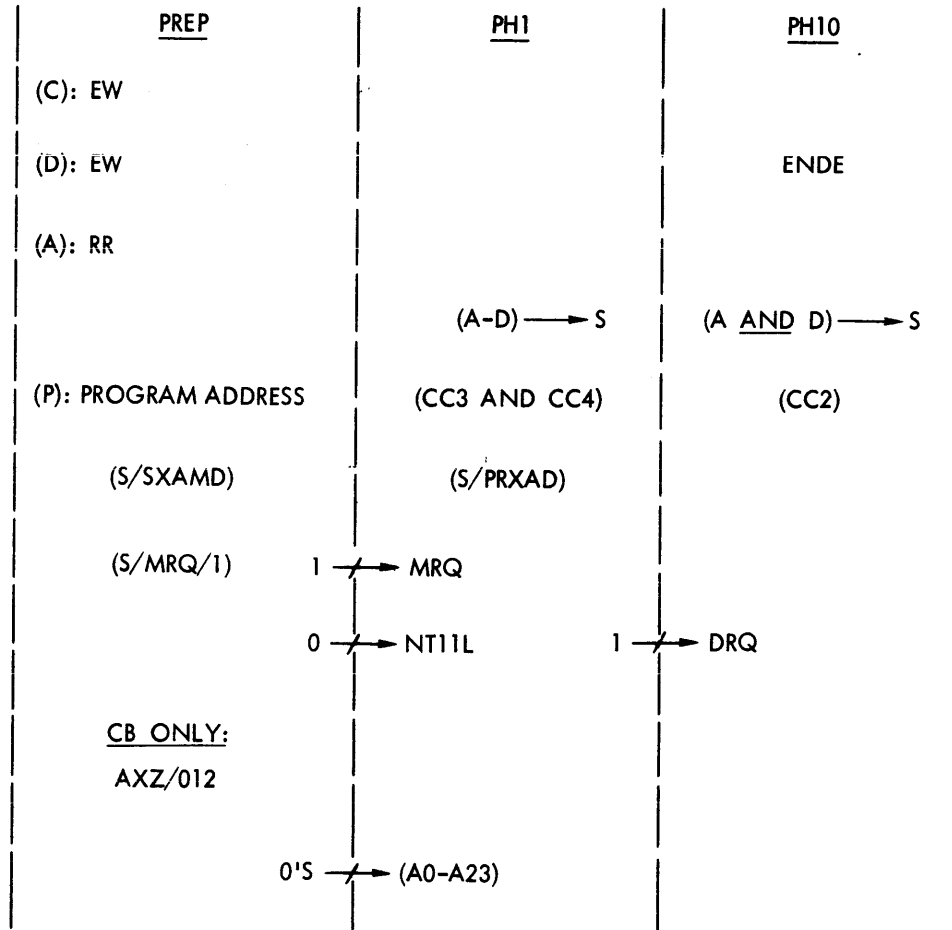 PREP PH1 PH10
(C): EW
(D): EW ENDE
(A): RR
(A-D) → S (A AND D) → S
(P): PROGRAM ADDRESS (CC3 AND CC4) (CC2)
(S/SXAMD) (S/PRXAD)
(S/MRQ/1) 1 → MRQ
0 → NT11L 1 → DRQ
CB ONLY:
AXZ/012
0'S → (A0-A23)